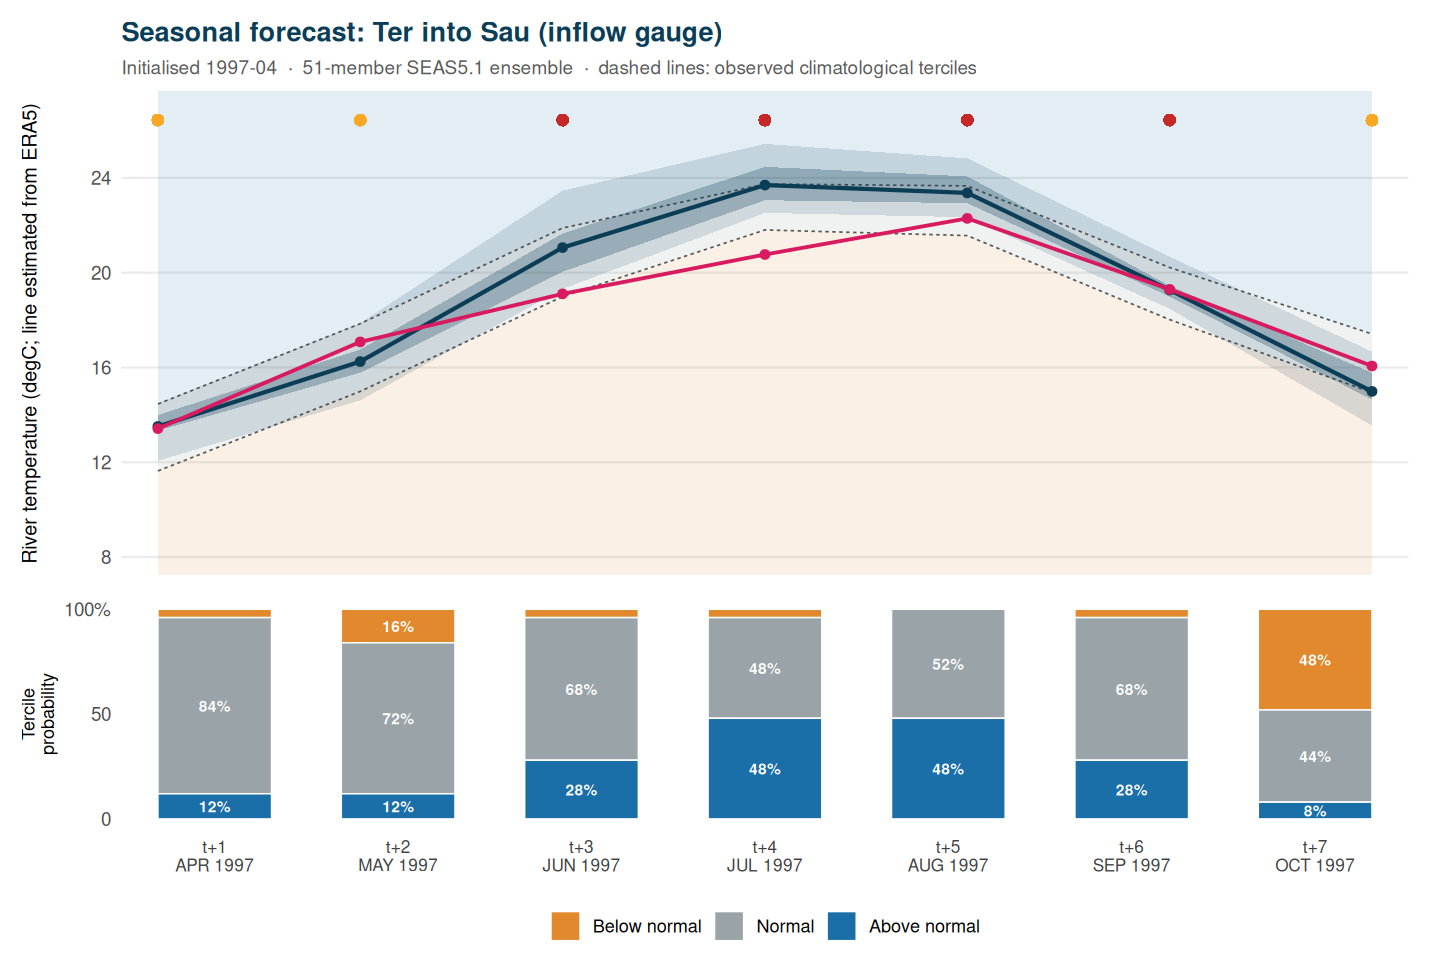 Seasonal forecast: Ter into Sau (inflow gauge)
Initialised 1997-04 · 51-member SEAS5.1 ensemble · dashed lines: observed climatological terciles
River temperature (degC; line estimated from ERA5)
24
20
16
12
8
Tercile
probability
100%
50
0
16%
84%
72%
68%
48%
52%
68%
48%
44%
12%
12%
28%
48%
48%
28%
8%
t+1
APR 1997
t+2
MAY 1997
t+3
JUN 1997
t+4
JUL 1997
t+5
AUG 1997
t+6
SEP 1997
t+7
OCT 1997
Below normal
Normal
Above normal